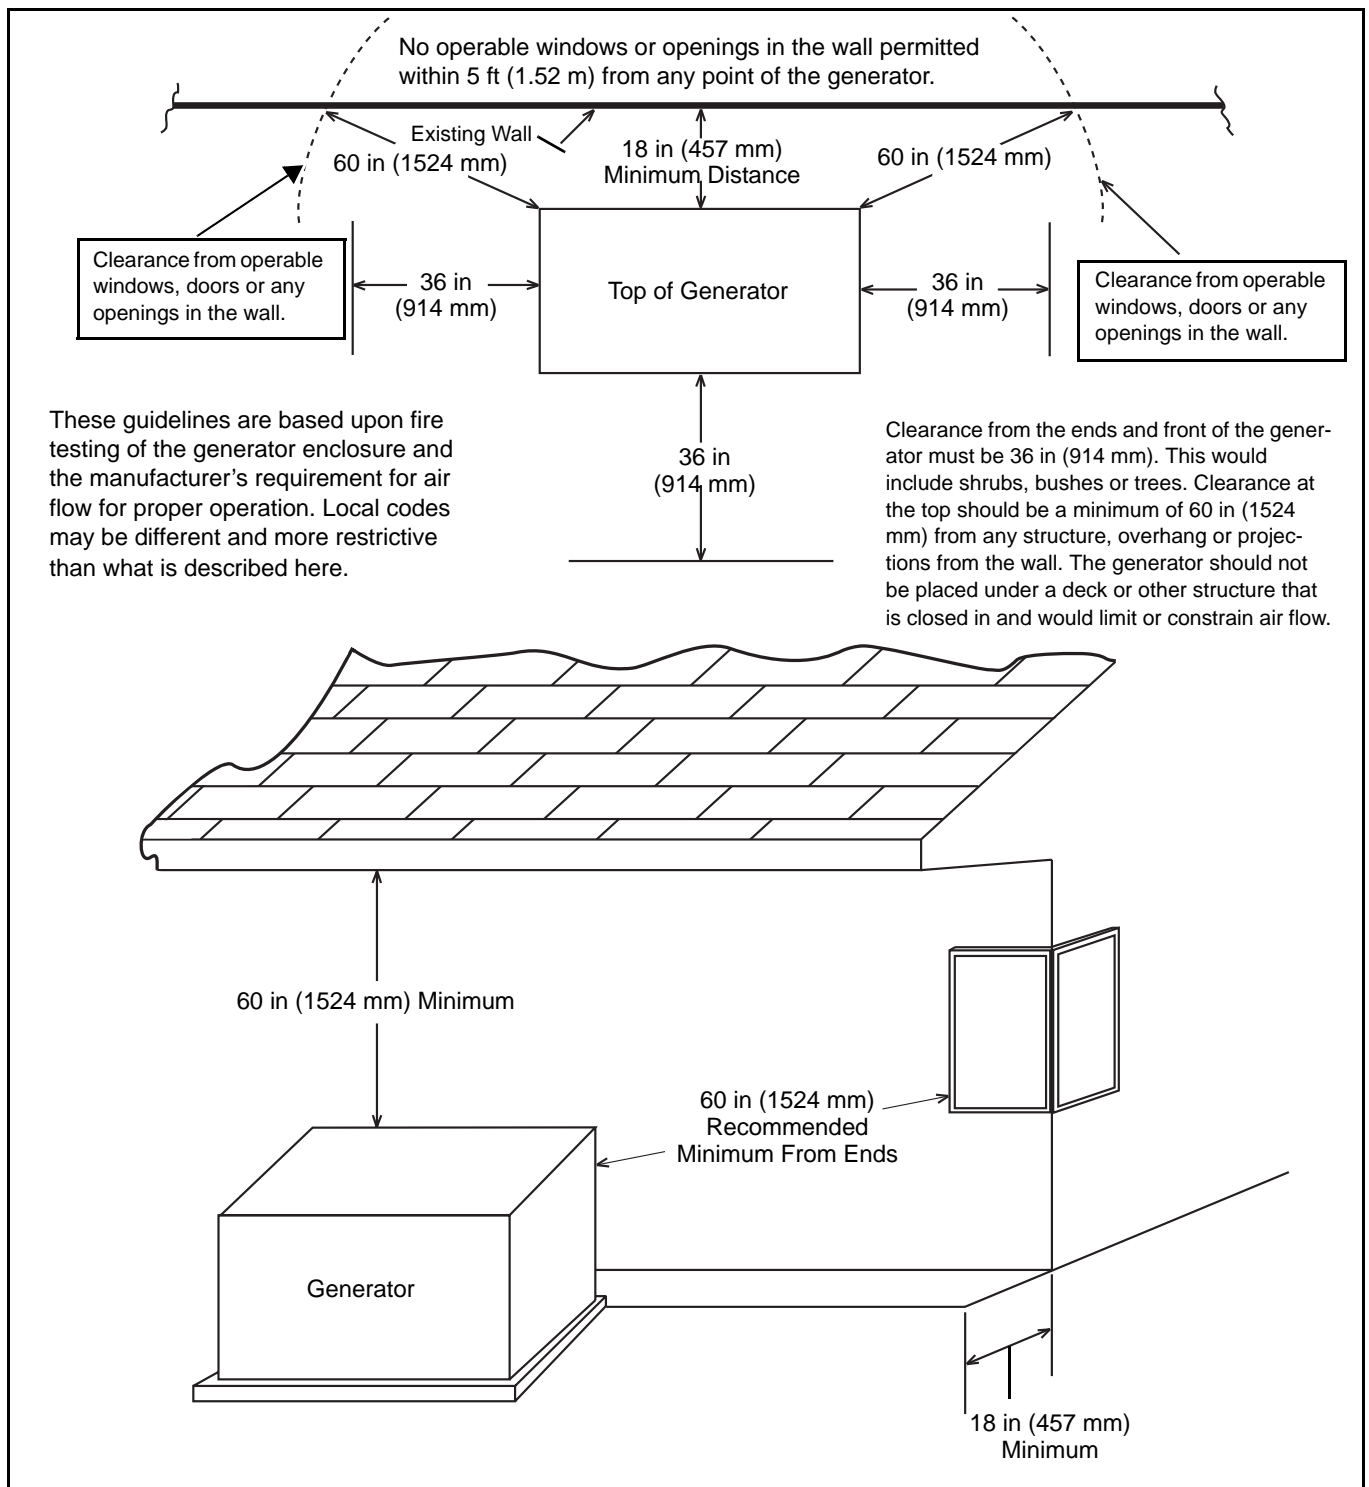 No operable windows or openings in the wall permitted
within 5 ft (1.52 m) from any point of the generator.
Existing Wall
60 in (1524 mm)
18 in (457 mm)
Minimum Distance
60 in (1524 mm)
Clearance from operable
windows, doors or any
openings in the wall.
36 in
(914 mm)
Top of Generator
36 in
(914 mm)
Clearance from operable
windows, doors or any
openings in the wall.
36 in
(914 mm)
These guidelines are based upon fire
testing of the generator enclosure and
the manufacturer's requirement for air
flow for proper operation. Local codes
may be different and more restrictive
than what is described here.
Clearance from the ends and front of the gener-
ator must be 36 in (914 mm). This would
include shrubs, bushes or trees. Clearance at
the top should be a minimum of 60 in (1524
mm) from any structure, overhang or projec-
tions from the wall. The generator should not
be placed under a deck or other structure that
is closed in and would limit or constrain air flow.
60 in (1524 mm) Minimum
60 in (1524 mm)
Recommended
Minimum From Ends
Generator
18 in (457 mm)
Minimum